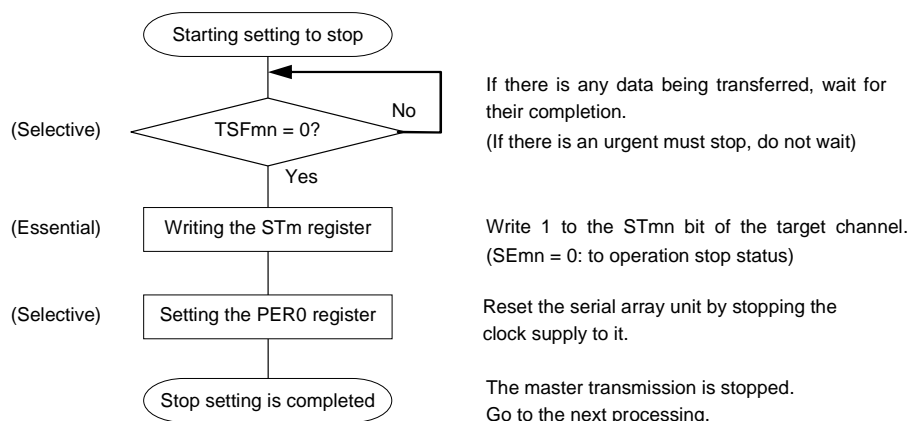 Starting setting to stop
If there is any data being transferred, wait for
their completion.
(If there is an urgent must stop, do not wait)
No
(Selective)
TSFmn = 0?
Yes
(Essential)
Writing the STm register
Write 1 to the STmn bit of the target channel.
(SEmn = 0: to operation stop status)
(Selective)
Setting the PER0 register
Reset the serial array unit by stopping the
clock supply to it.
Stop setting is completed
The master transmission is stopped.
Go to the next processing.